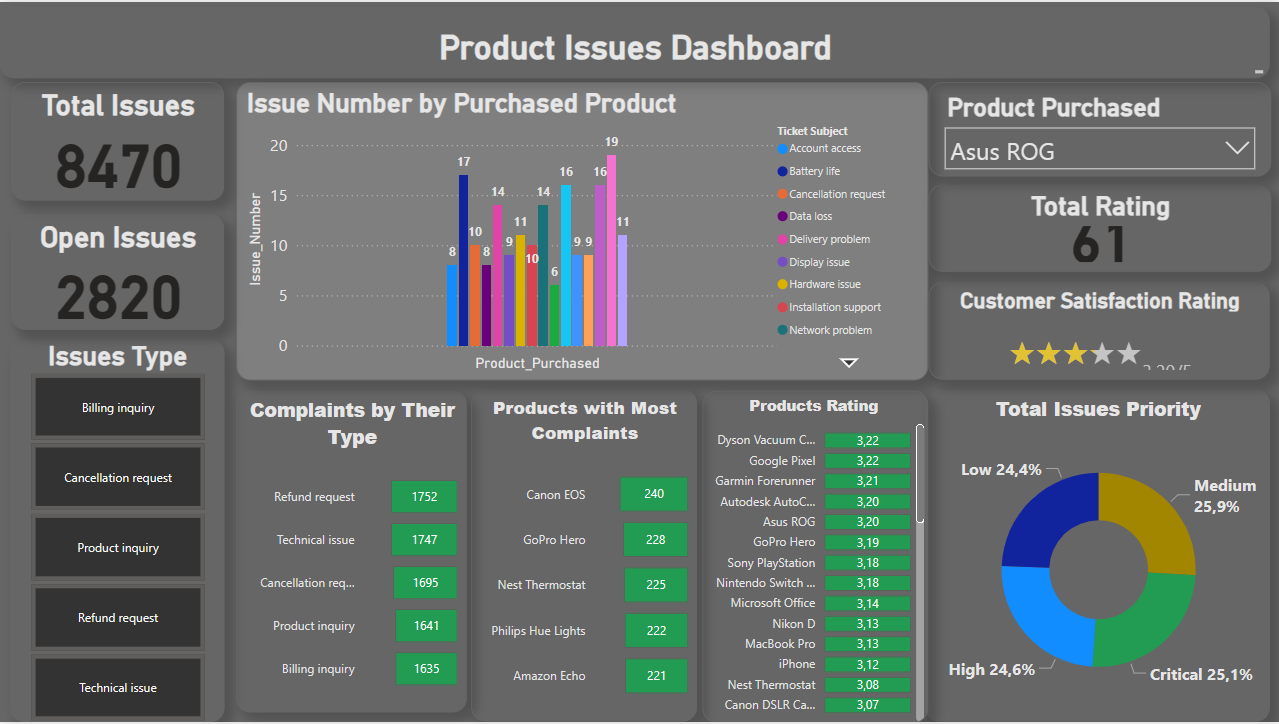 Product Issues Dashboard
Total Issues
8470
Open Issues
2820
Issues Type
Billing inquiry
Cancellation request
Product inquiry
Refund request
Technical issue
Issue Number by Purchased Product
Issue_Number
20
15
10
5
0
8
17
10
8
14
9
11
10
14
6
16
9
9
16
19
11
Product_Purchased
Ticket Subject
Account access
Battery life
Cancellation request
Data loss
Delivery problem
Display issue
Hardware issue
Installation support
Network problem
Product Purchased
Asus ROG
Total Rating
61
Customer Satisfaction Rating
3,20/5
Complaints by Their
Type
Refund request 1752
Technical issue 1747
Cancellation req... 1695
Product inquiry 1641
Billing inquiry 1635
Products with Most
Complaints
Canon EOS 240
GoPro Hero 228
Nest Thermostat 225
Philips Hue Lights 222
Amazon Echo 221
Products Rating
Dyson Vacuum C... 3,22
Google Pixel 3,22
Garmin Forerunner 3,21
Autodesk AutoC... 3,20
Asus ROG 3,20
GoPro Hero 3,19
Sony PlayStation 3,18
Nintendo Switch ... 3,18
Microsoft Office 3,14
Nikon D 3,13
MacBook Pro 3,13
iPhone 3,12
Nest Thermostat 3,08
Canon DSLR Ca... 3,07
Total Issues Priority
Low 24,4%
Medium
25,9%
High 24,6%
Critical 25,1%